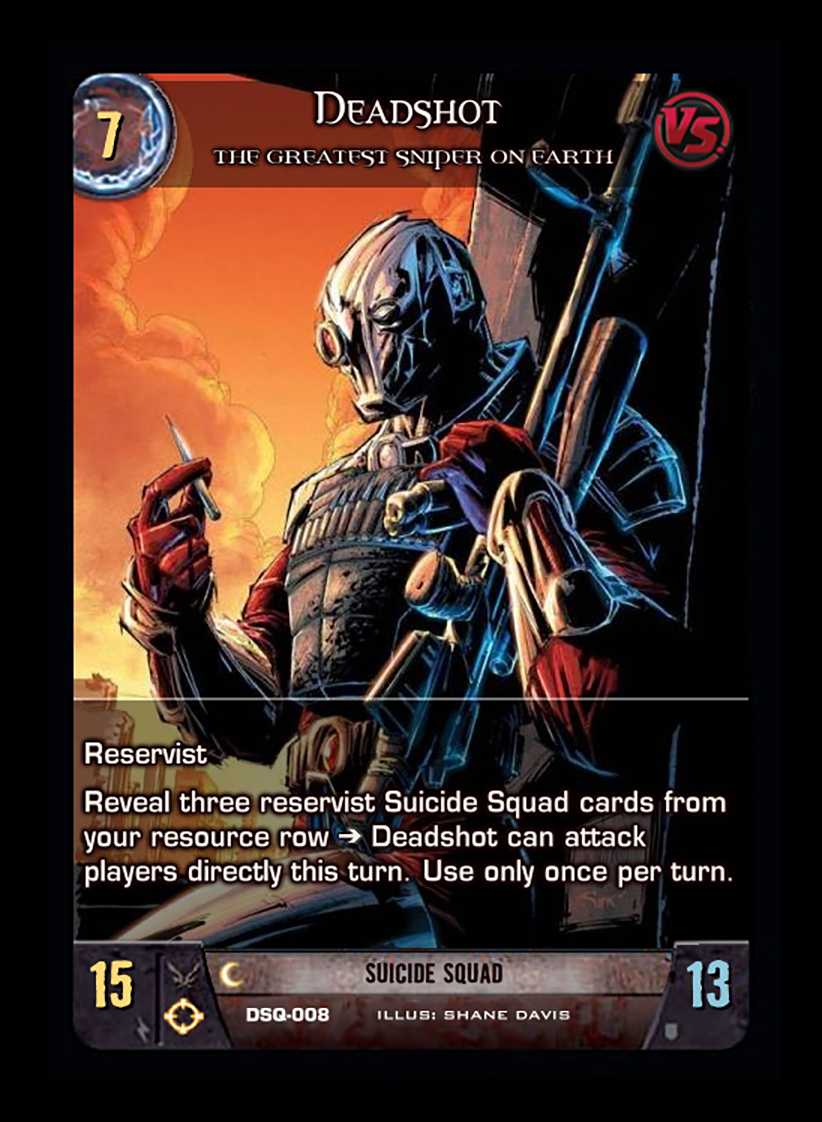 7
Deadshot
VS.
The Greatest Sniper on Earth
Reservist
Reveal three reservist Suicide Squad cards from
your resource row ➔ Deadshot can attack
players directly this turn. Use only once per turn.
15
SUICIDE SQUAD
13
DSQ-008 ILLUS: SHANE DAVIS